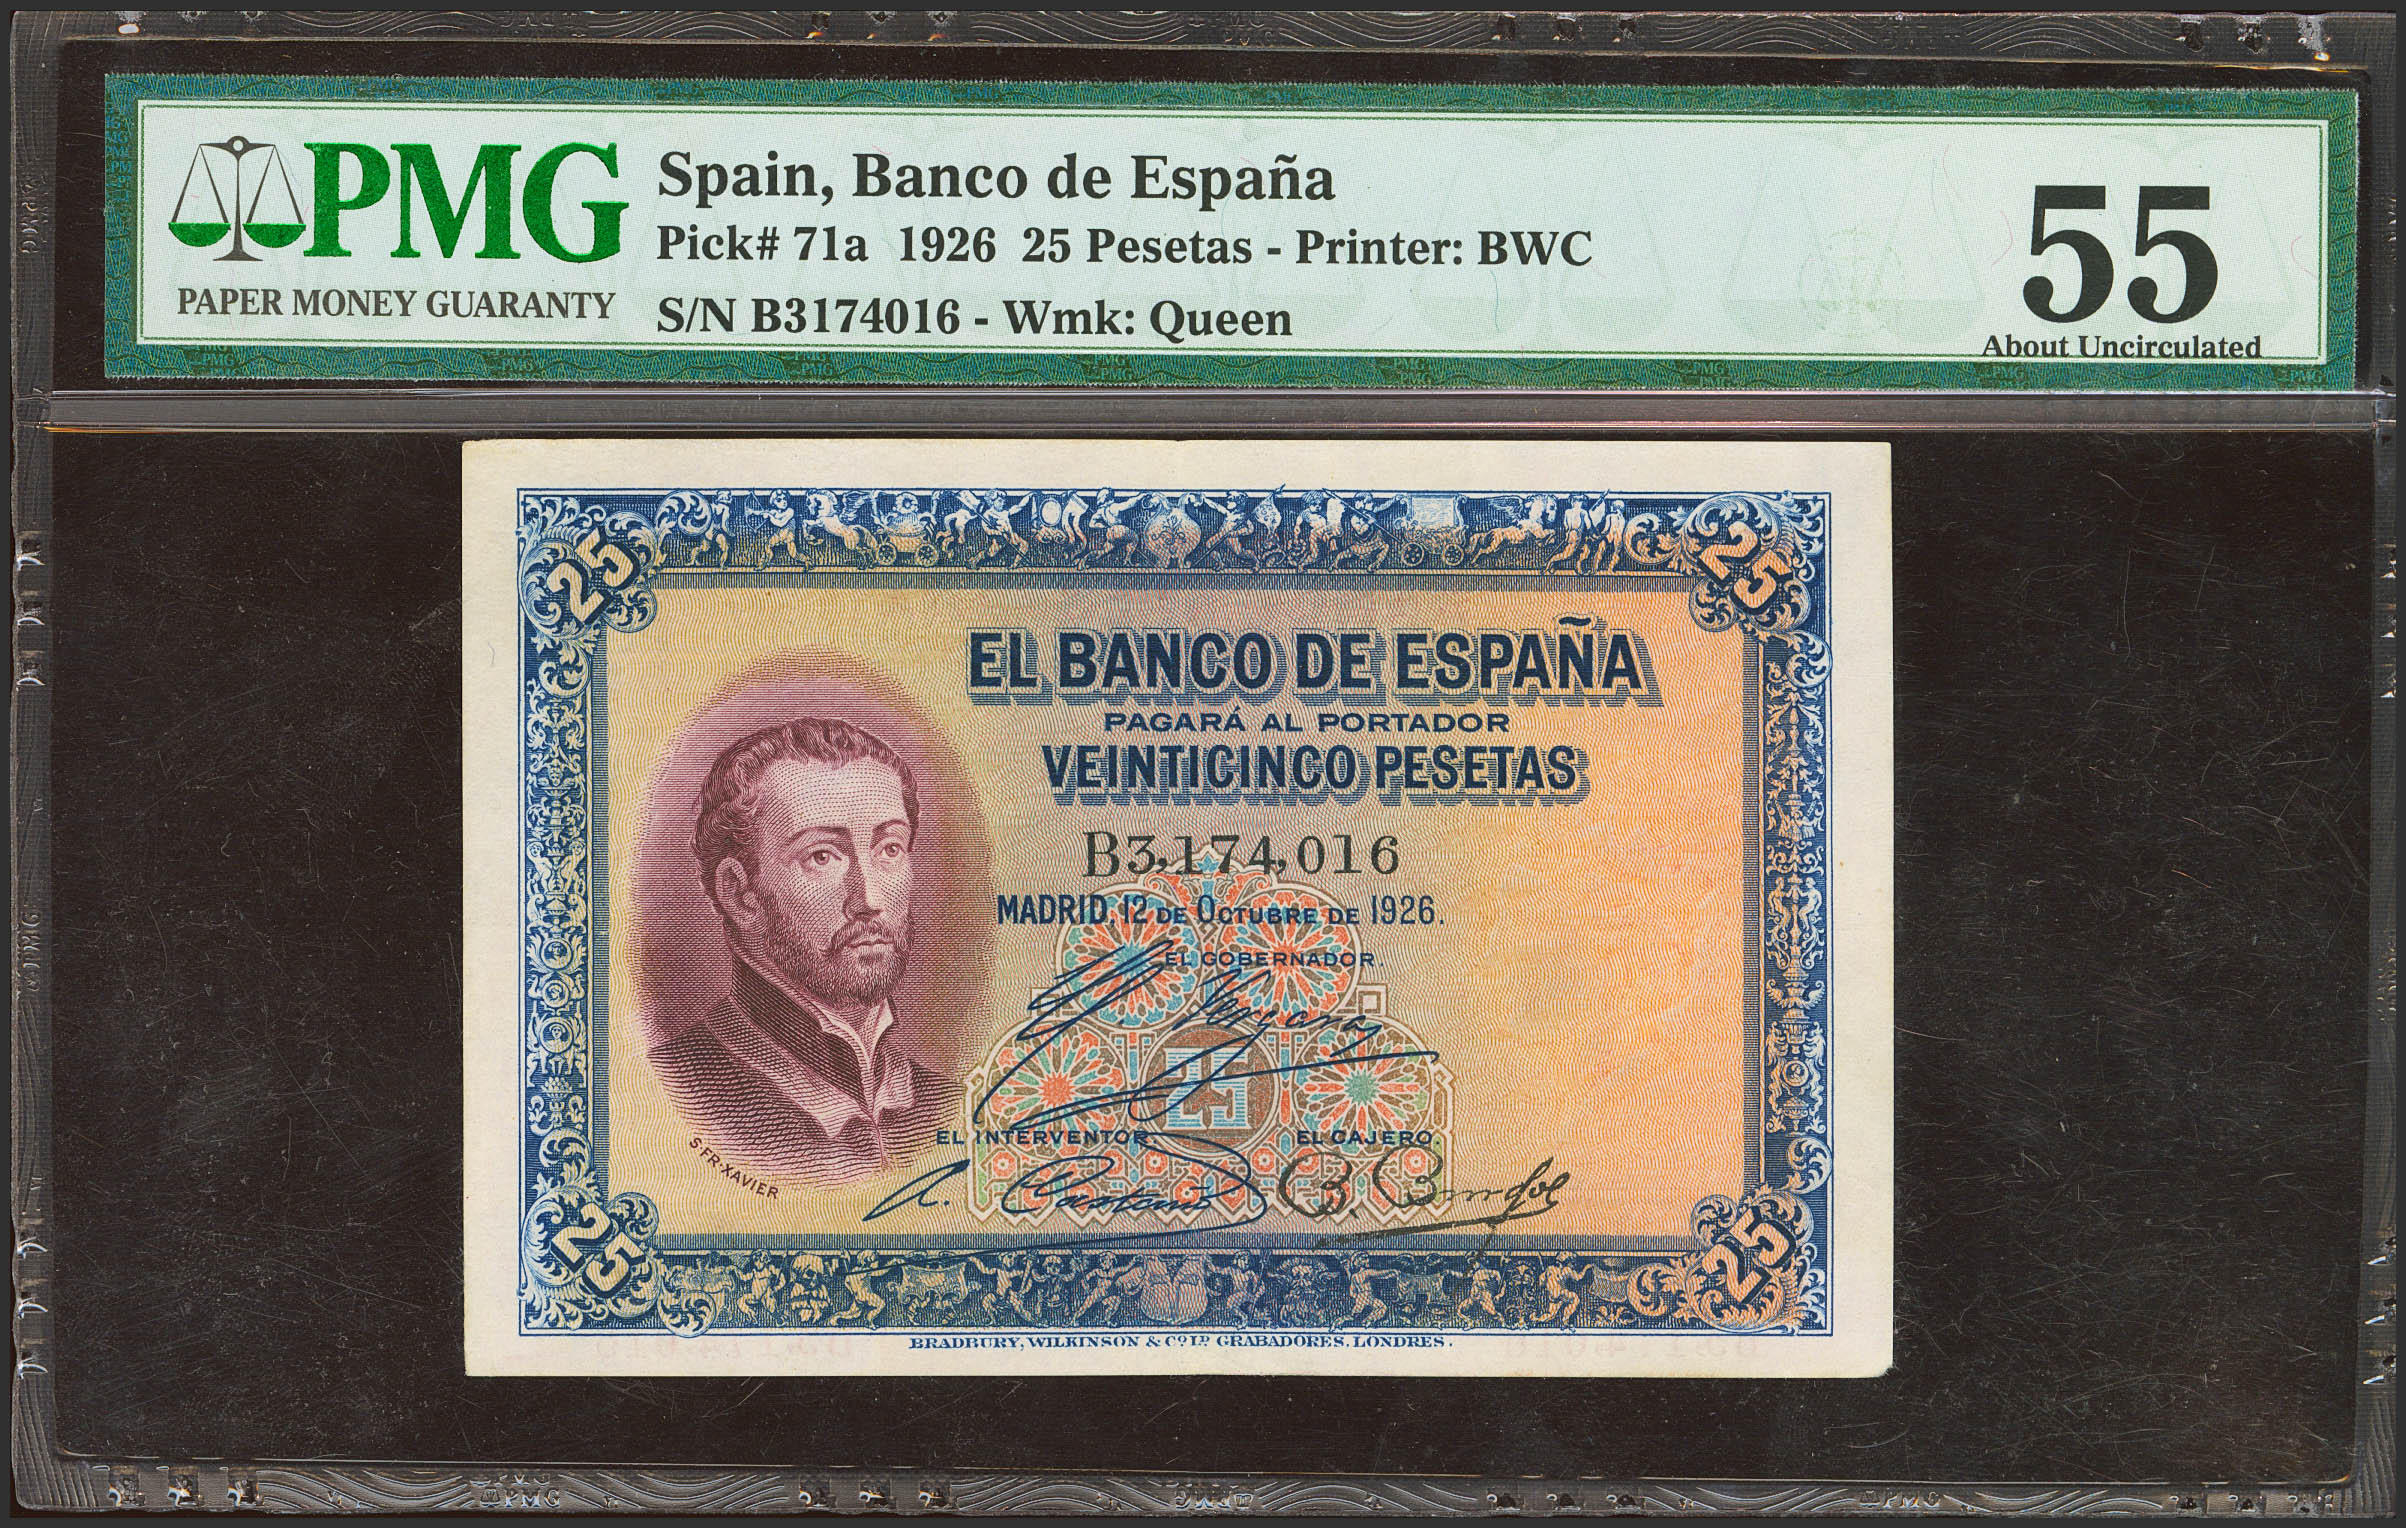 PMG
PAPER MONEY GUARANTY
Spain, Banco de España
Pick# 71a 1926 25 Pesetas - Printer: BWC
S/N B3174016 - Wmk: Queen
55
About Uncirculated
25
25
EL BANCO DE ESPAÑA
PAGARÁ AL PORTADOR
VEINTICINCO PESETAS
B3,174,016
MADRID, 12 DE OCTUBRE DE 1926.
EL GOBERNADOR.
25
EL INTERVENTOR.
EL CAJERO.
S. FR. XAVIER
25
25
BRADBURY, WILKINSON & Cº Lᴰ GRABADORES. LONDRES.